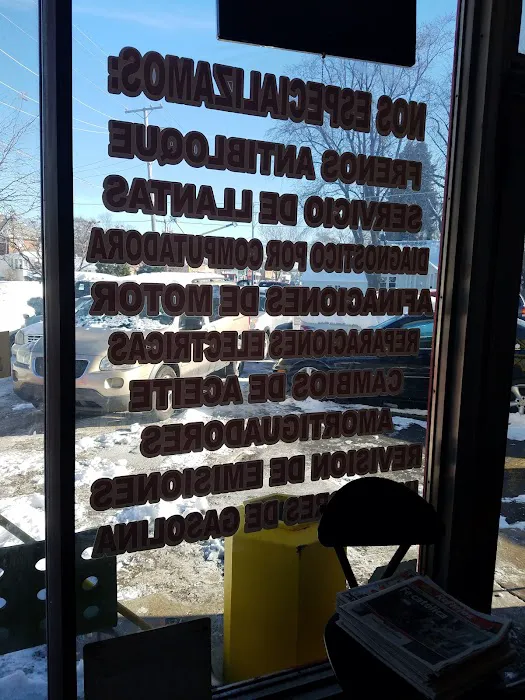 NOS ESPECIALIZAMOS:
FRENOS ANTIBLOQUE
SERVICIO DE LLANTAS
DIAGNOSTICO POR COMPUTADORA
AFINACIONES DE MOTOR
REPARACIONES ELECTRICAS
CAMBIOS DE ACEITE
AMORTIGUADORES
REVISION DE EMISIONES
DE GASOLINA